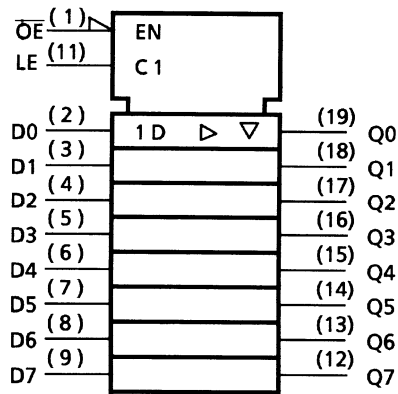 O̅E̅ (1) EN
LE (11) C1
D0 (2) 1D ▷ ▽ (19) Q0
D1 (3) (18) Q1
D2 (4) (17) Q2
D3 (5) (16) Q3
D4 (6) (15) Q4
D5 (7) (14) Q5
D6 (8) (13) Q6
D7 (9) (12) Q7